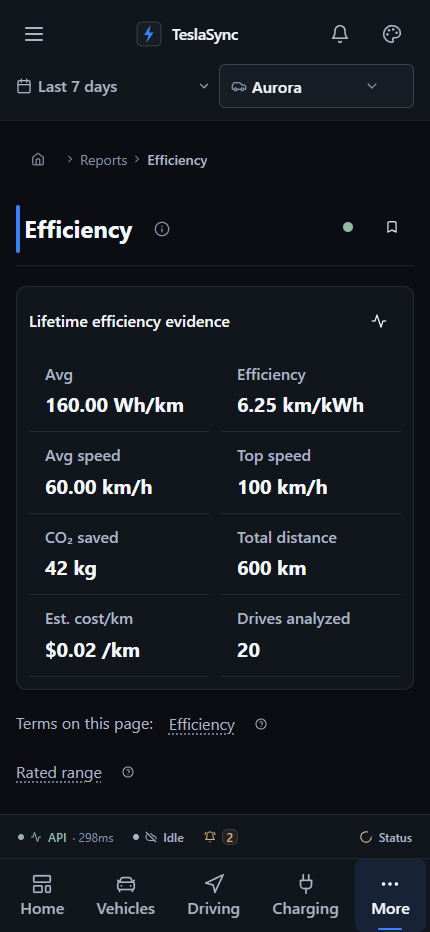 TeslaSync
Last 7 days
Aurora
Reports
Efficiency
Efficiency
Lifetime efficiency evidence
Avg
Efficiency
160.00 Wh/km
6.25 km/kWh
Avg speed
Top speed
60.00 km/h
100 km/h
CO₂ saved
Total distance
42 kg
600 km
Est. cost/km
Drives analyzed
$0.02 /km
20
Terms on this page: Efficiency
Rated range
API · 298ms
Idle
2
Status
Home
Vehicles
Driving
Charging
More